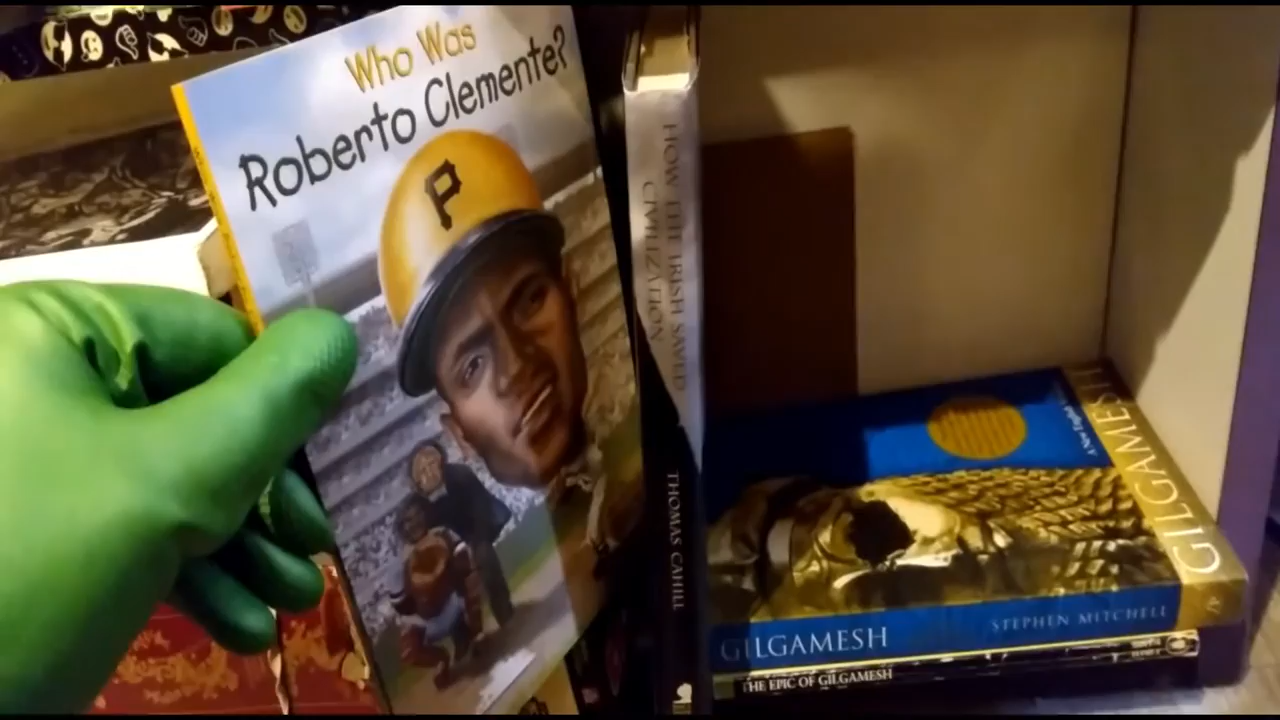 Who Was
Roberto Clemente?
P
HOW THE IRISH SAVED
CIVILIZATION
THOMAS CAHILL
A New English
GILGAMESH
GILGAMESH
STEPHEN MITCHELL
THE EPIC OF GILGAMESH